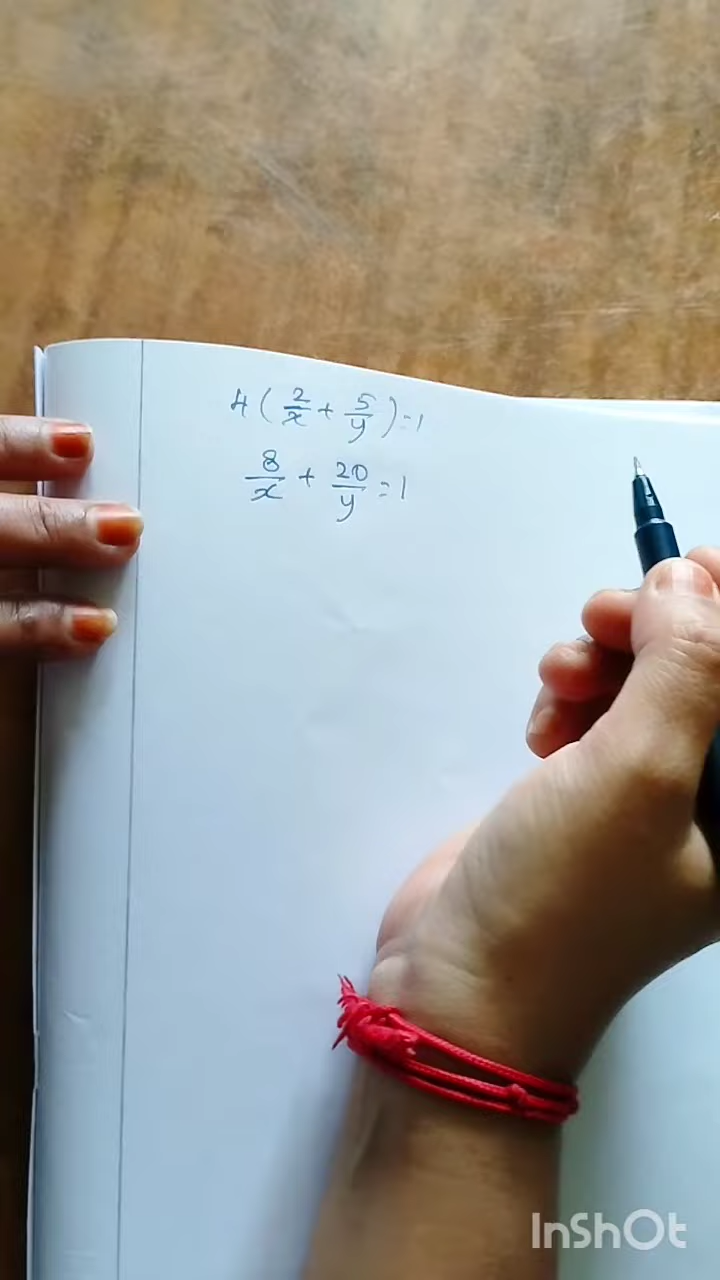 4(2/x + 5/y) = 1
8/x + 20/y = 1
InShOt